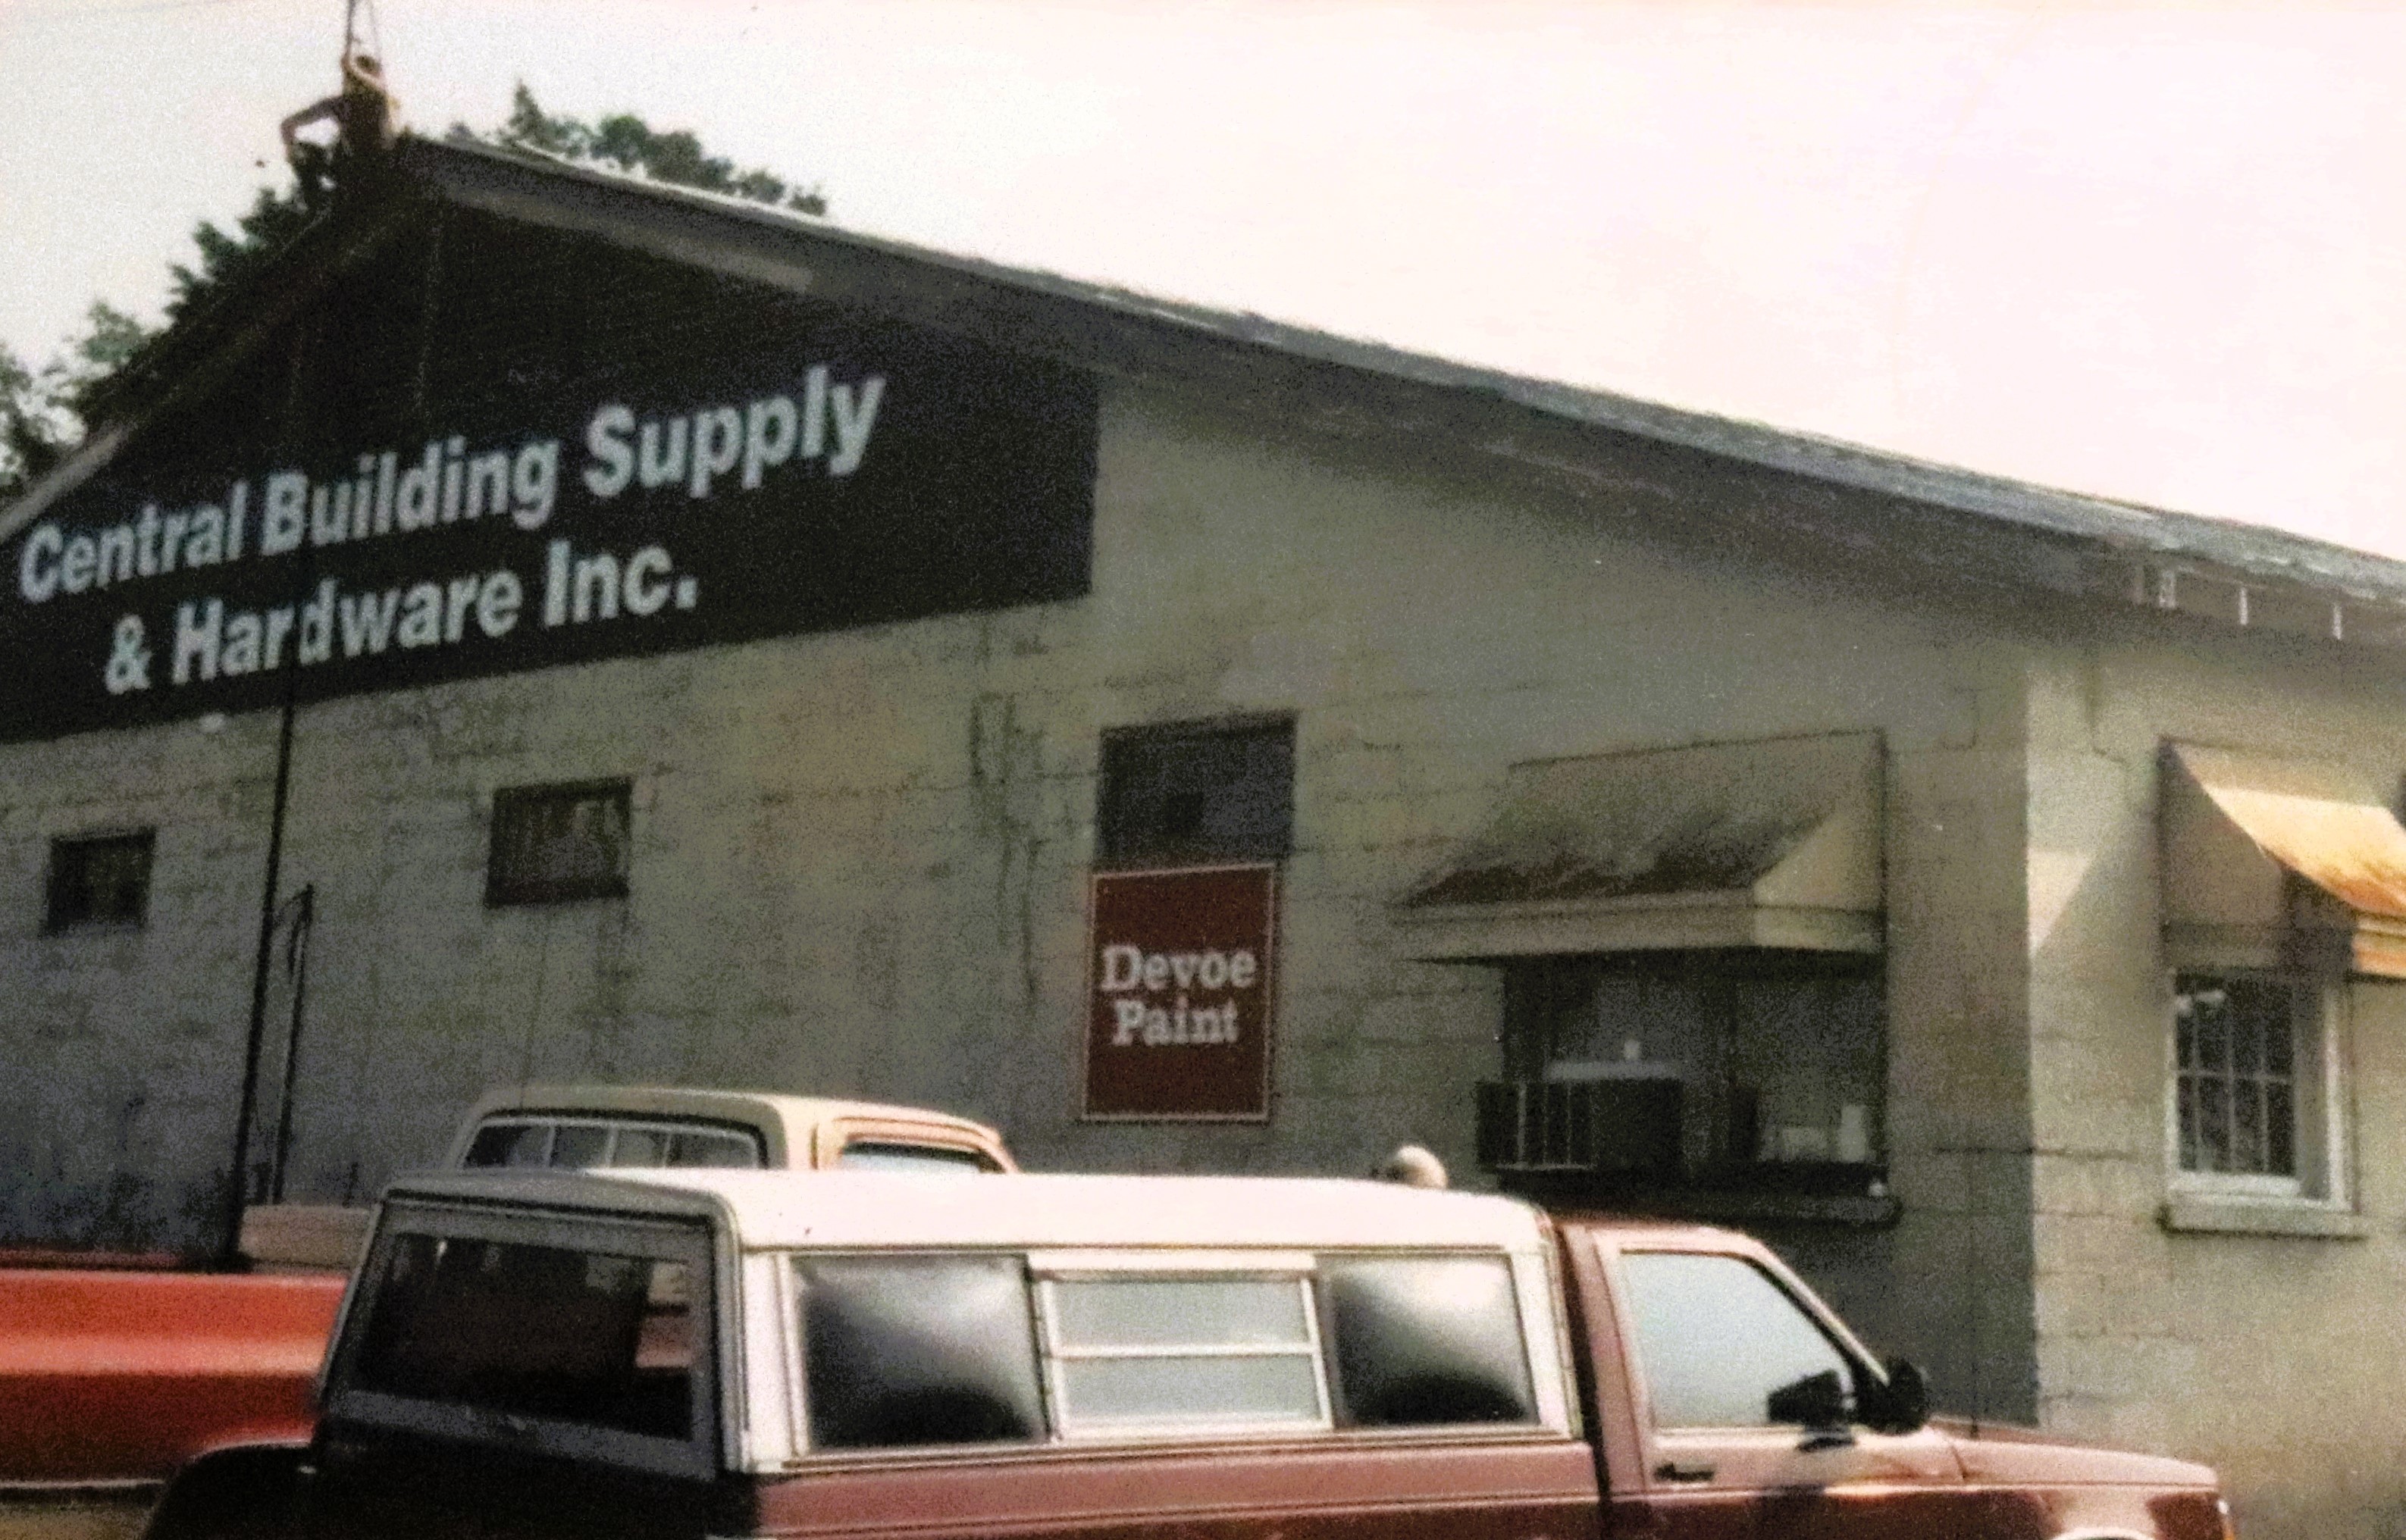 Central Building Supply
& Hardware Inc.
Devoe
Paint